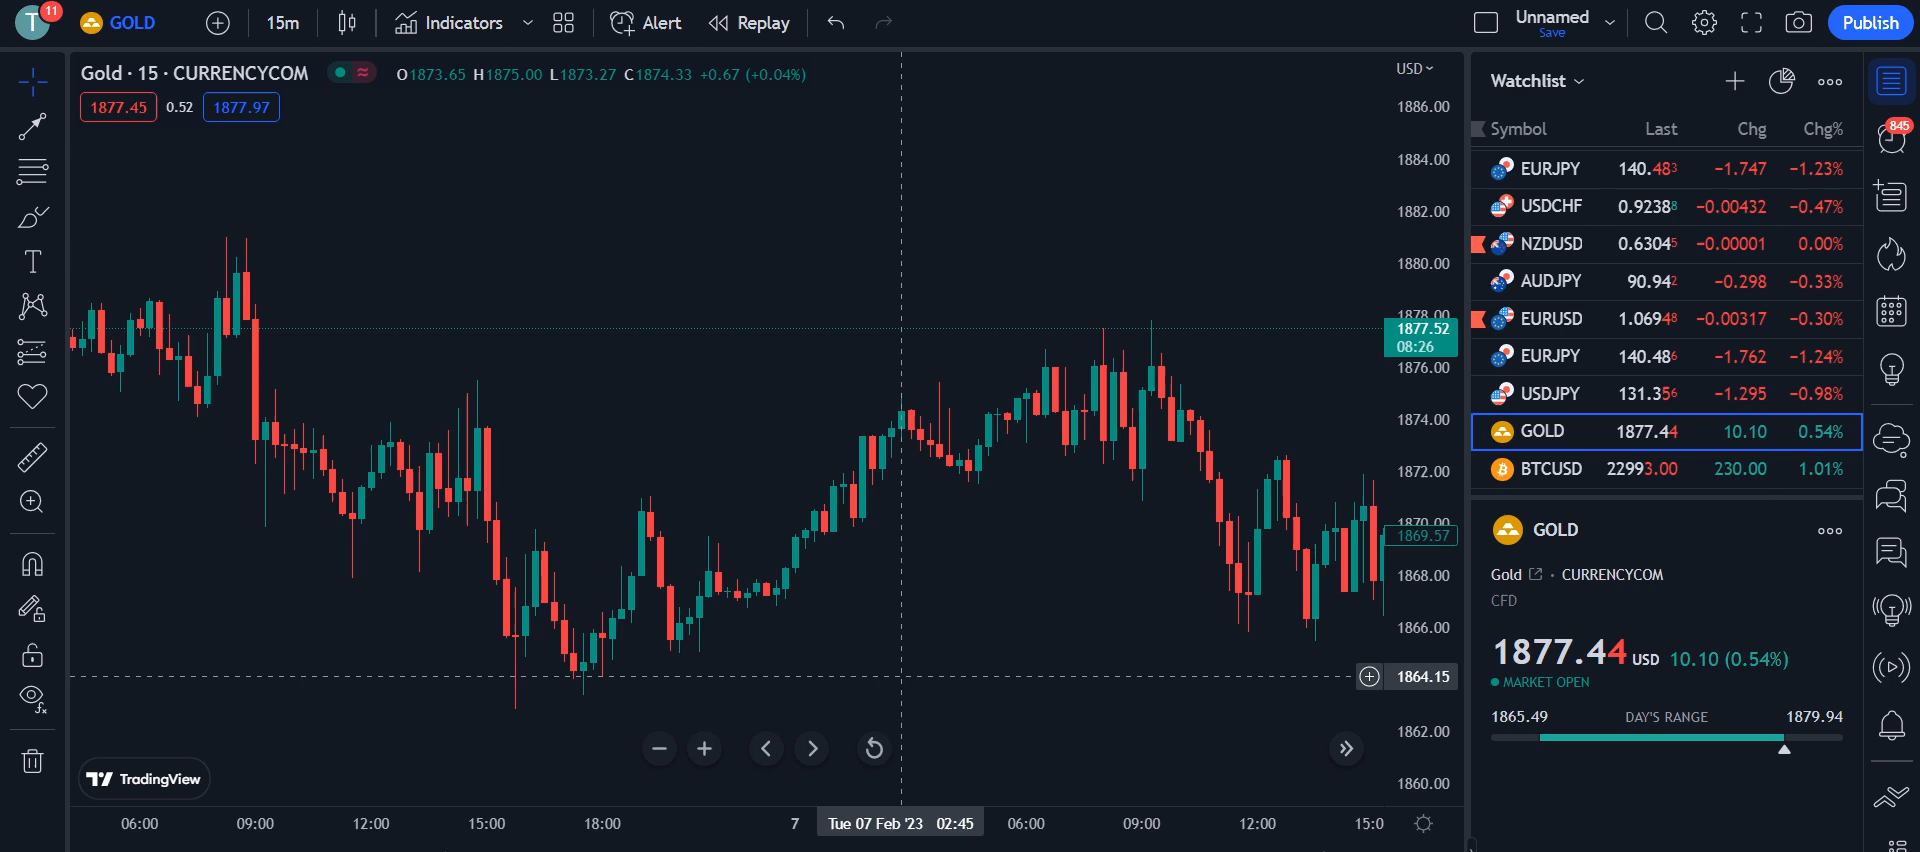 T 11 GOLD 15m Indicators Alert Replay Unnamed Save Publish
Gold · 15 · CURRENCYCOM O1873.65 H1875.00 L1873.27 C1874.33 +0.67 (+0.04%)
1877.45 0.52 1877.97
USD
1886.00
1884.00
1882.00
1880.00
1878.00
1877.52
08:26
1876.00
1874.00
1872.00
1870.00
1869.57
1868.00
1866.00
1864.15
1862.00
1860.00
TradingView
06:00 09:00 12:00 15:00 18:00 7 Tue 07 Feb '23 02:45 06:00 09:00 12:00 15:0
Watchlist
Symbol Last Chg Chg%
EURJPY 140.483 −1.747 −1.23%
USDCHF 0.92388 −0.00432 −0.47%
NZDUSD 0.63045 −0.00001 0.00%
AUDJPY 90.942 −0.298 −0.33%
EURUSD 1.06948 −0.00317 −0.30%
EURJPY 140.486 −1.762 −1.24%
USDJPY 131.356 −1.295 −0.98%
GOLD 1877.44 10.10 0.54%
BTCUSD 22993.00 230.00 1.01%
GOLD
Gold · CURRENCYCOM
CFD
1877.44 USD 10.10 (0.54%)
MARKET OPEN
1865.49 DAY'S RANGE 1879.94
845